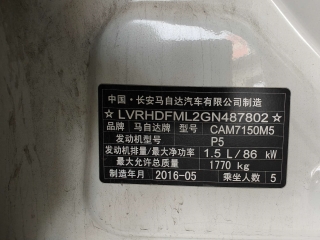 中国·长安马自达汽车有限公司制造
☆LVRHDFML2GN487802☆
品牌 马自达牌 型号 CAM7150M5
发动机型号 P5
发动机排量/最大净功率 1.5 L/86 kW
最大允许总质量 1770 kg
制造年月 2016-05 乘坐人数 5